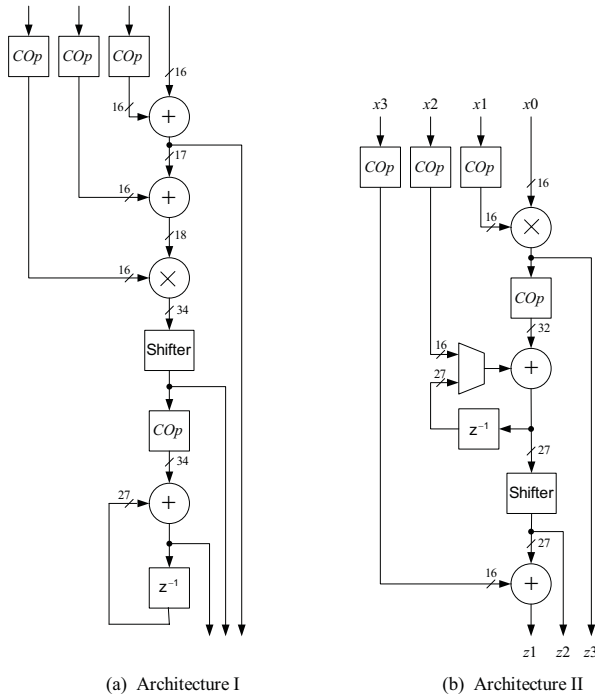 COp COp COp
16
16
+
17
16
+
18
16
×
34
Shifter
COp
34
27
+
z⁻¹
(a) Architecture I
x3 x2 x1 x0
COp COp COp
16
16
×
COp
32
16
27
+
z⁻¹
27
Shifter
27
16
+
z1 z2 z3
(b) Architecture II